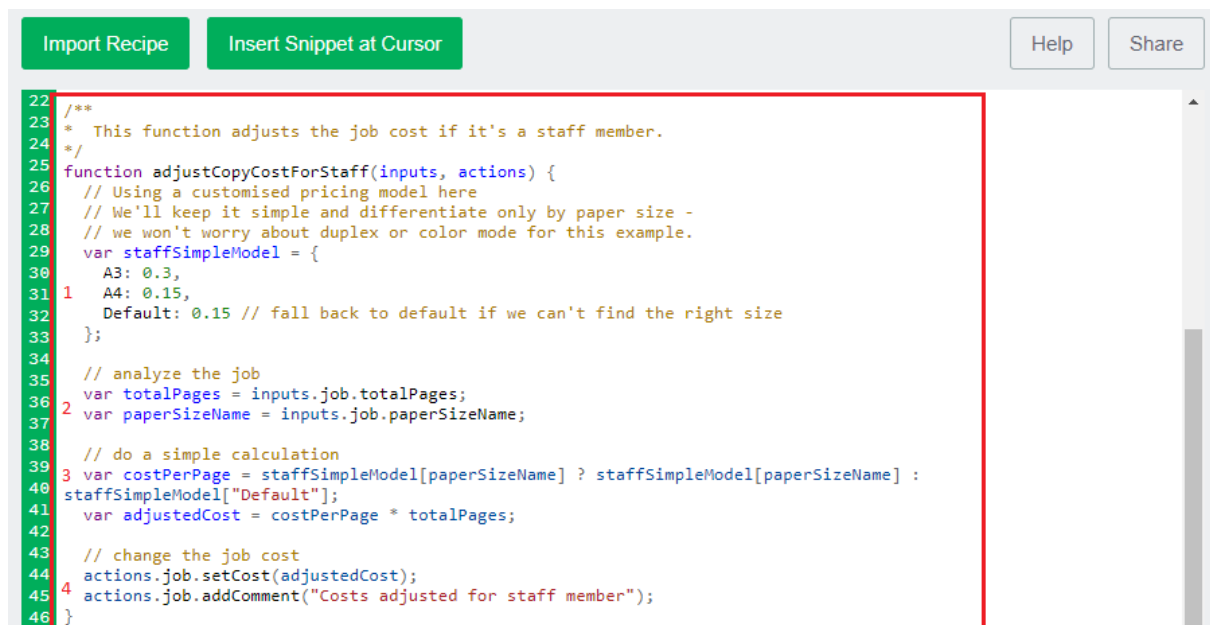 Import Recipe
Insert Snippet at Cursor
Help
Share
22
23 /**
24 *  This function adjusts the job cost if it's a staff member.
25 */
26 function adjustCopyCostForStaff(inputs, actions) {
27   // Using a customised pricing model here
28   // We'll keep it simple and differentiate only by paper size -
29   // we won't worry about duplex or color mode for this example.
30   var staffSimpleModel = {
31     A3: 0.3,
32 1   A4: 0.15,
33     Default: 0.15 // fall back to default if we can't find the right size
34   };
35   // analyze the job
36   var totalPages = inputs.job.totalPages;
37 2 var paperSizeName = inputs.job.paperSizeName;
38   // do a simple calculation
39 3 var costPerPage = staffSimpleModel[paperSizeName] ? staffSimpleModel[paperSizeName] :
40 staffSimpleModel["Default"];
41   var adjustedCost = costPerPage * totalPages;
42
43   // change the job cost
44   actions.job.setCost(adjustedCost);
45 4 actions.job.addComment("Costs adjusted for staff member");
46 }